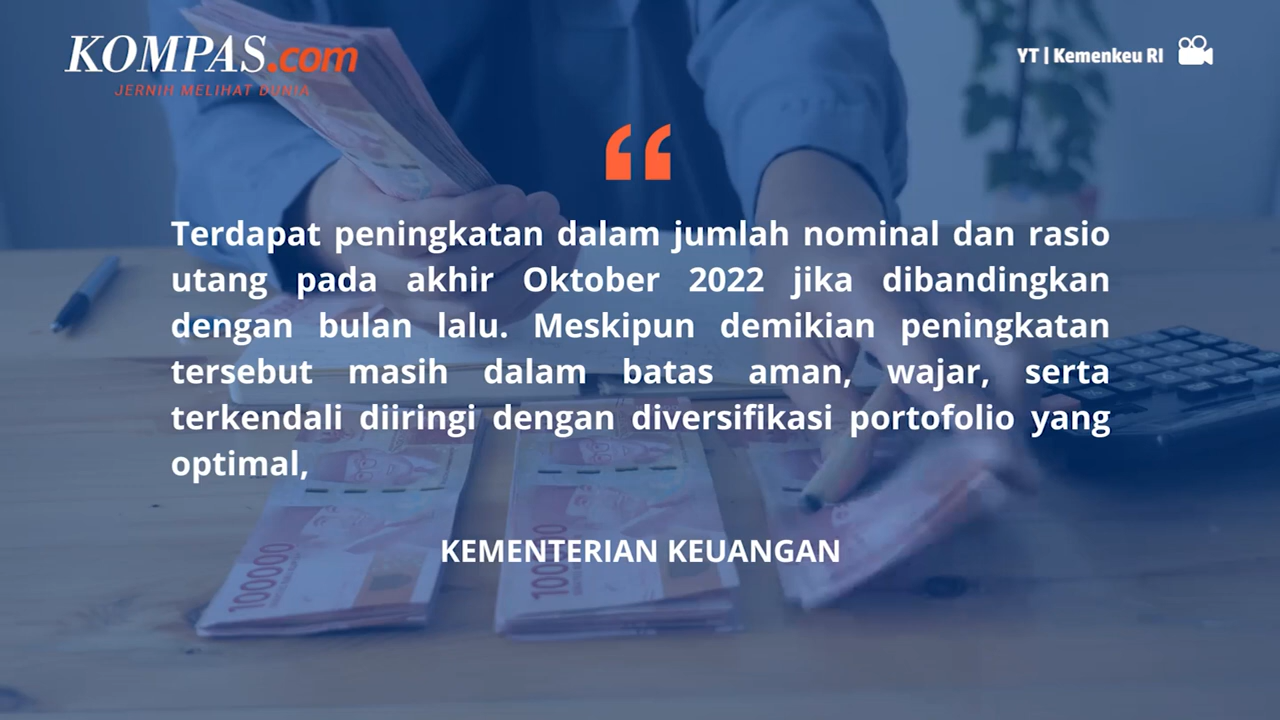 KOMPAS.com
JERNIH MELIHAT DUNIA
YT | Kemenkeu RI
“
Terdapat peningkatan dalam jumlah nominal dan rasio
utang pada akhir Oktober 2022 jika dibandingkan
dengan bulan lalu. Meskipun demikian peningkatan
tersebut masih dalam batas aman, wajar, serta
terkendali diiringi dengan diversifikasi portofolio yang
optimal,
KEMENTERIAN KEUANGAN
100000
100000